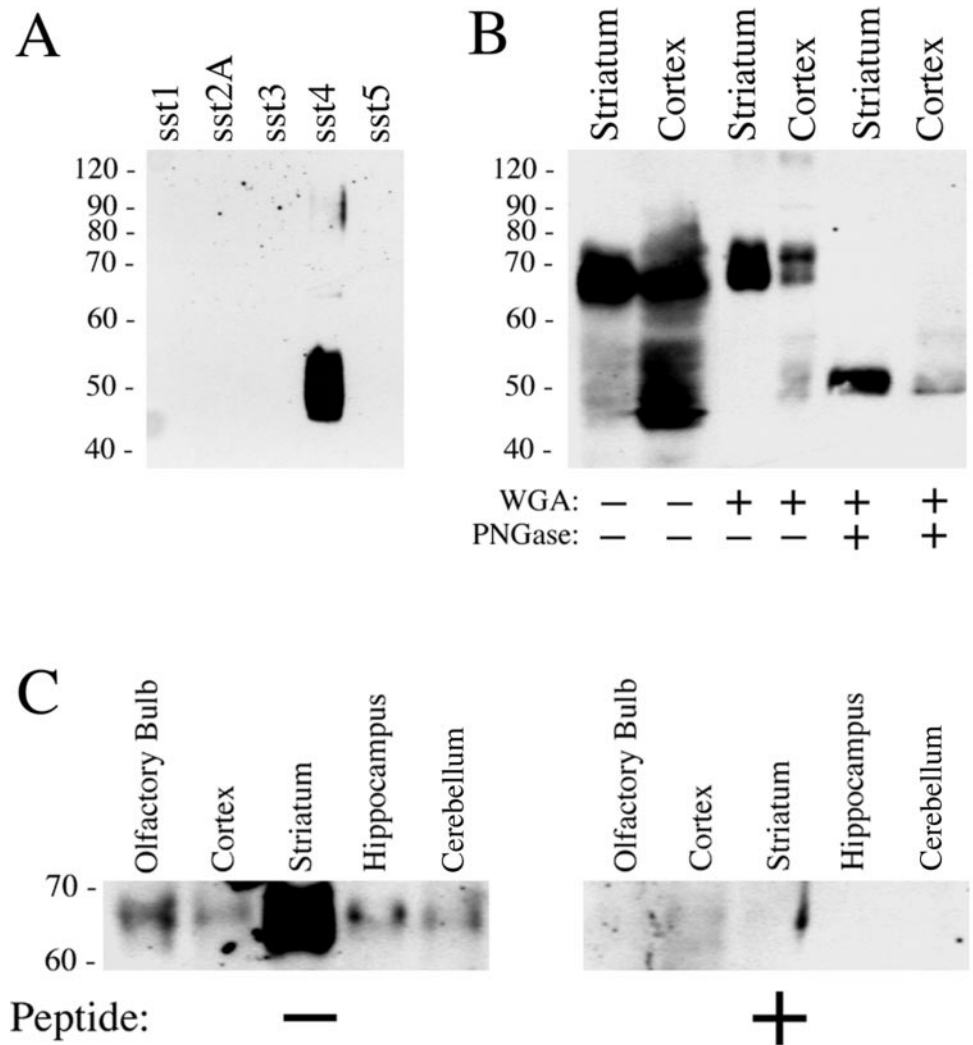 A
sst1 sst2A sst3 sst4 sst5
120 -
90 -
80 -
70 -
60 -
50 -
40 -
B
Striatum Cortex Striatum Cortex Striatum Cortex
120 -
90 -
80 -
70 -
60 -
50 -
40 -
WGA: − − + + + +
PNGase: − − − − + +
C
Olfactory Bulb Cortex Striatum Hippocampus Cerebellum
Olfactory Bulb Cortex Striatum Hippocampus Cerebellum
70 -
60 -
Peptide: − +